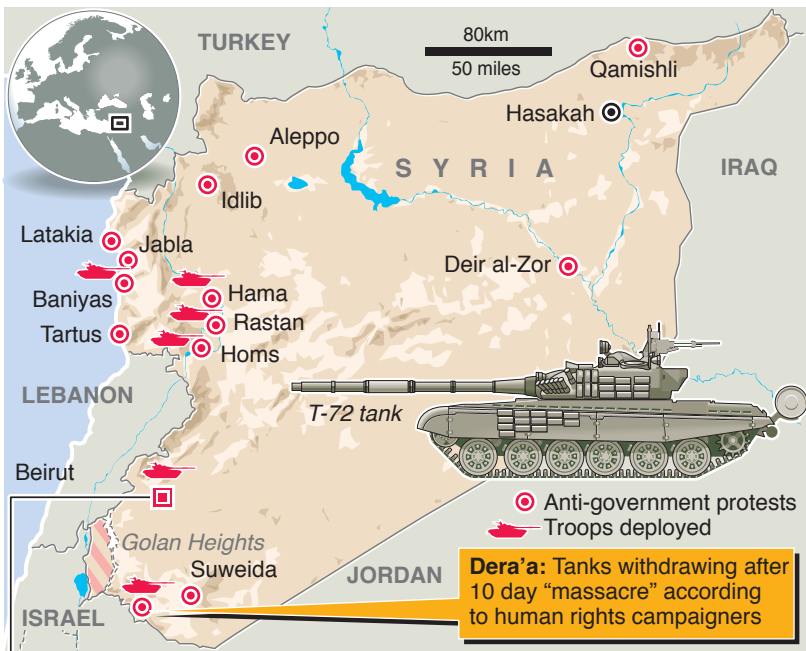 TURKEY
80km
50 miles
Qamishli
Hasakah
Aleppo
SYRIA
IRAQ
Idlib
Latakia
Jabla
Deir al-Zor
Baniyas
Hama
Rastan
Tartus
Homs
LEBANON
T-72 tank
Beirut
Anti-government protests
Troops deployed
Golan Heights
Suweida
JORDAN
ISRAEL
Dera’a: Tanks withdrawing after
10 day “massacre” according
to human rights campaigners